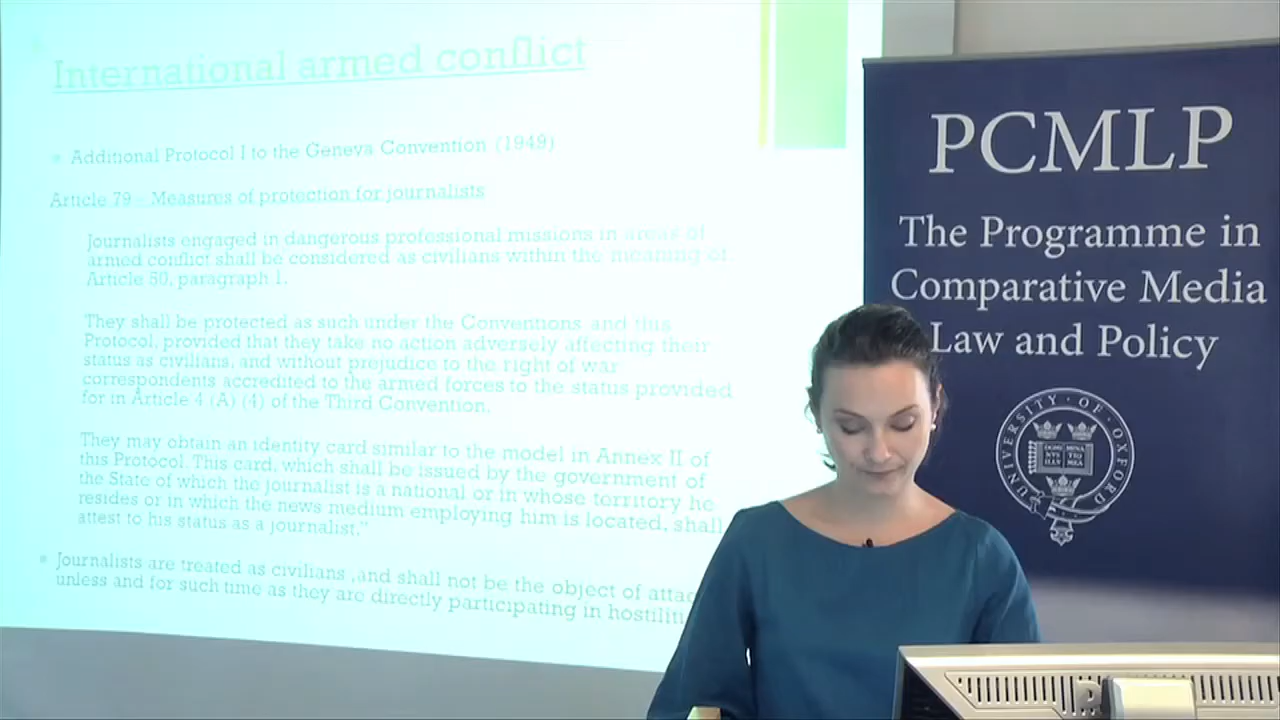 International armed conflict
Additional Protocol I to the Geneva Convention (1949)
Article 79 - Measures of protection for journalists
Journalists engaged in dangerous professional missions in areas of
armed conflict shall be considered as civilians within the meaning of
Article 50, paragraph 1.
They shall be protected as such under the Conventions and this
Protocol, provided that they take no action adversely affecting their
status as civilians, and without prejudice to the right of war
correspondents accredited to the armed forces to the status provided
for in Article 4 (A) (4) of the Third Convention.
They may obtain an identity card similar to the model in Annex II of
this Protocol. This card, which shall be issued by the government of
the State of which the journalist is a national or in whose territory he
resides or in which the news medium employing him is located, shall
attest to his status as a journalist."
Journalists are treated as civilians ,and shall not be the object of attac
unless and for such time as they are directly participating in hostiliti
PCMLP
The Programme in
Comparative Media
Law and Policy
UNIVERSITY OF OXFORD